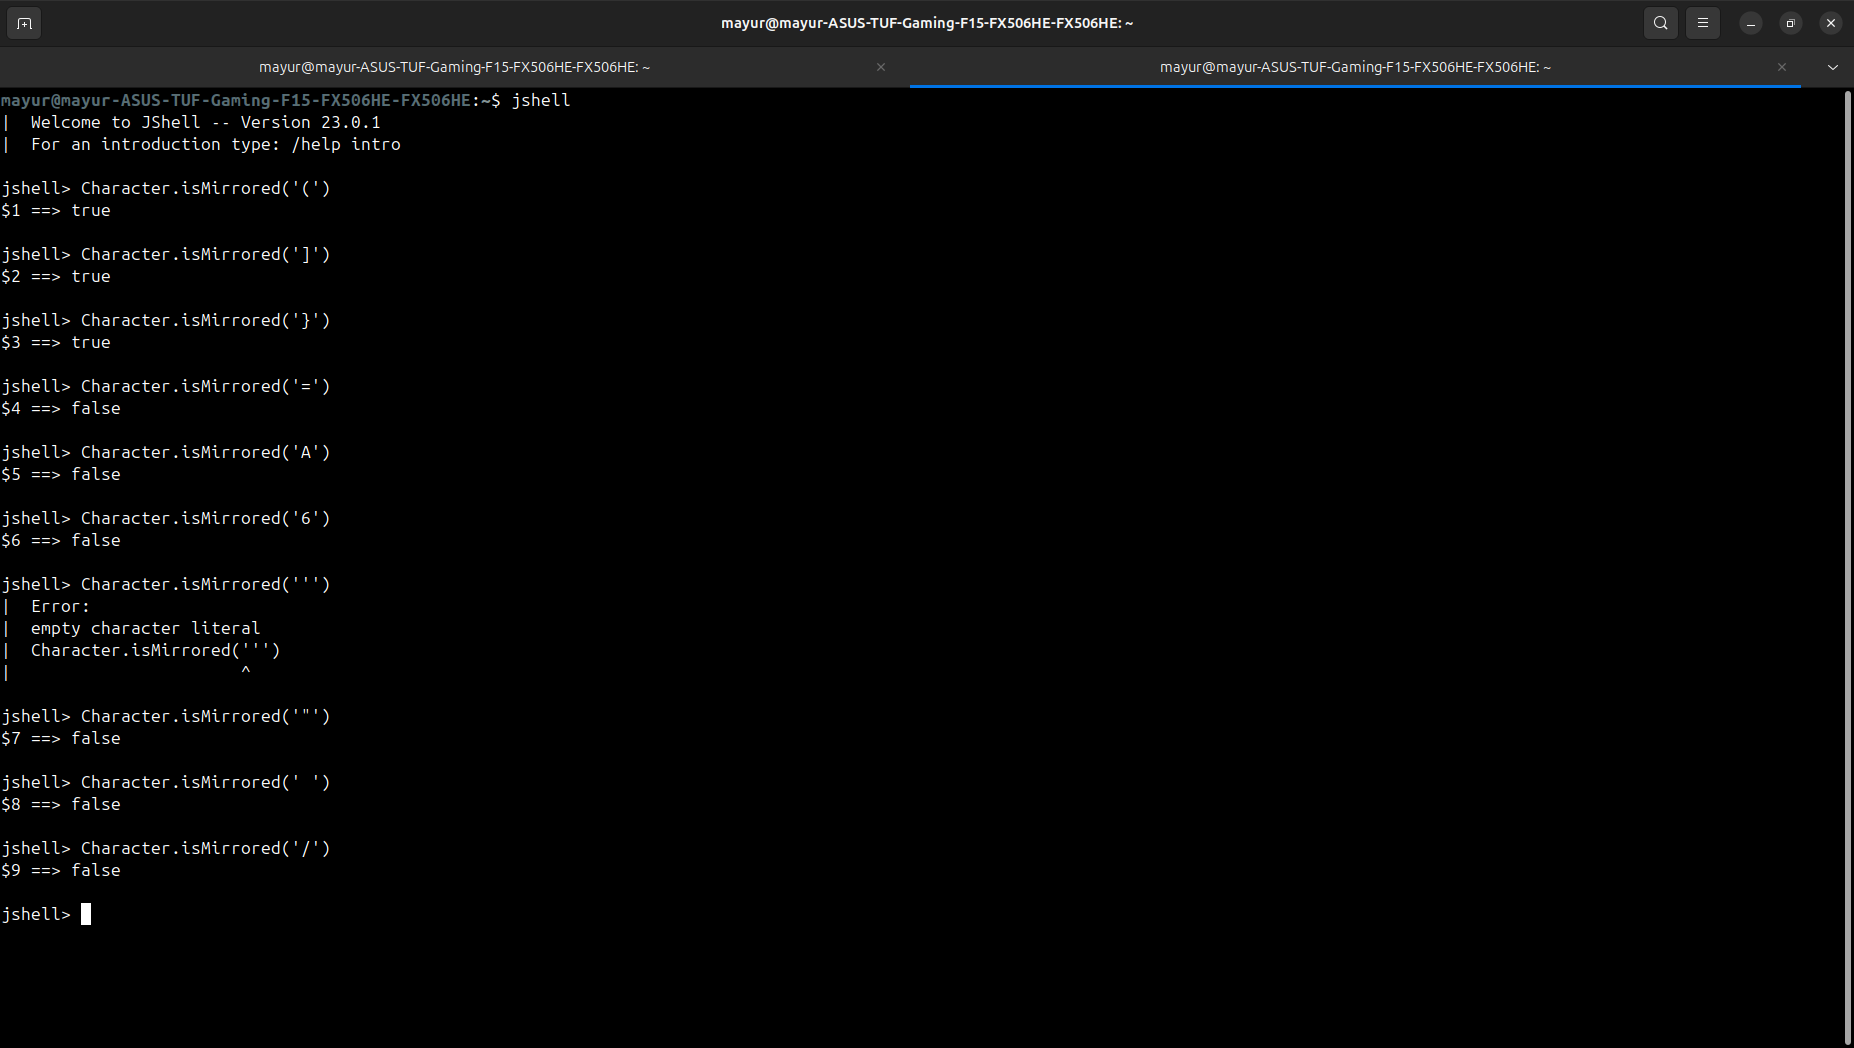 mayur@mayur-ASUS-TUF-Gaming-F15-FX506HE-FX506HE: ~
mayur@mayur-ASUS-TUF-Gaming-F15-FX506HE-FX506HE: ~
mayur@mayur-ASUS-TUF-Gaming-F15-FX506HE-FX506HE: ~
mayur@mayur-ASUS-TUF-Gaming-F15-FX506HE-FX506HE:~$ jshell
|  Welcome to JShell -- Version 23.0.1
|  For an introduction type: /help intro
jshell> Character.isMirrored('(')
$1 ==> true
jshell> Character.isMirrored(']')
$2 ==> true
jshell> Character.isMirrored('}')
$3 ==> true
jshell> Character.isMirrored('=')
$4 ==> false
jshell> Character.isMirrored('A')
$5 ==> false
jshell> Character.isMirrored('6')
$6 ==> false
jshell> Character.isMirrored(''')
|  Error:
|  empty character literal
|  Character.isMirrored(''')
|                       ^
jshell> Character.isMirrored('"')
$7 ==> false
jshell> Character.isMirrored(' ')
$8 ==> false
jshell> Character.isMirrored('/')
$9 ==> false
jshell>